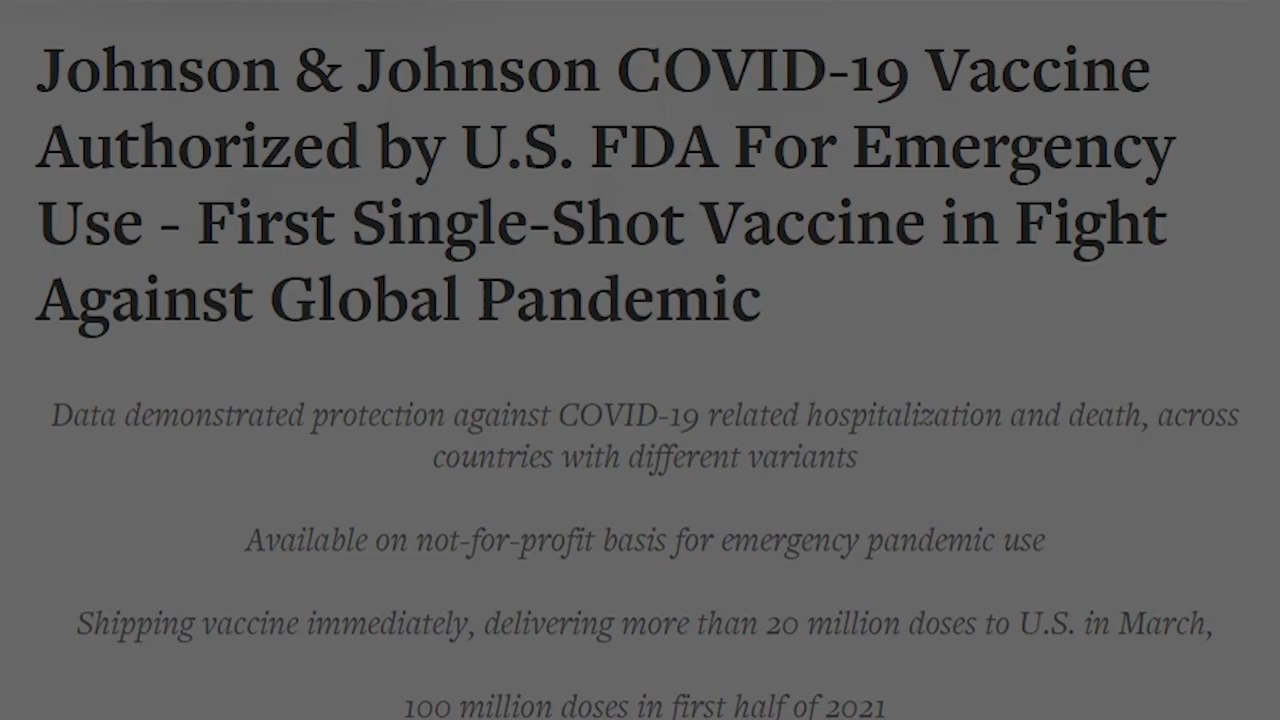 Johnson & Johnson COVID-19 Vaccine
Authorized by U.S. FDA For Emergency
Use - First Single-Shot Vaccine in Fight
Against Global Pandemic
Data demonstrated protection against COVID-19 related hospitalization and death, across
countries with different variants
Available on not-for-profit basis for emergency pandemic use
Shipping vaccine immediately, delivering more than 20 million doses to U.S. in March,
100 million doses in first half of 2021